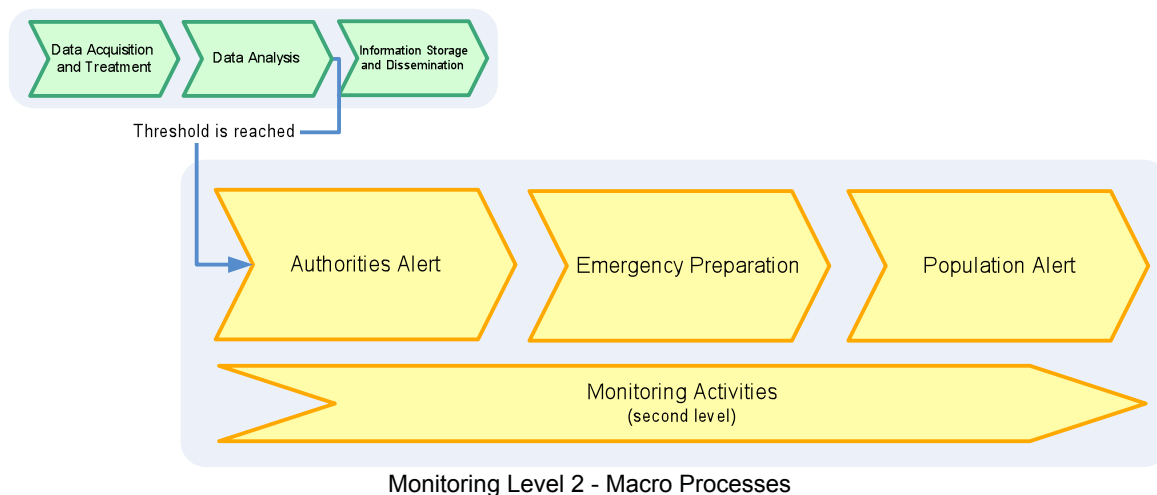 Data Acquisition
and Treatment
Data Analysis
Information Storage
and Dissemination
Threshold is reached
Authorities Alert
Emergency Preparation
Population Alert
Monitoring Activities
(second level)
Monitoring Level 2 - Macro Processes